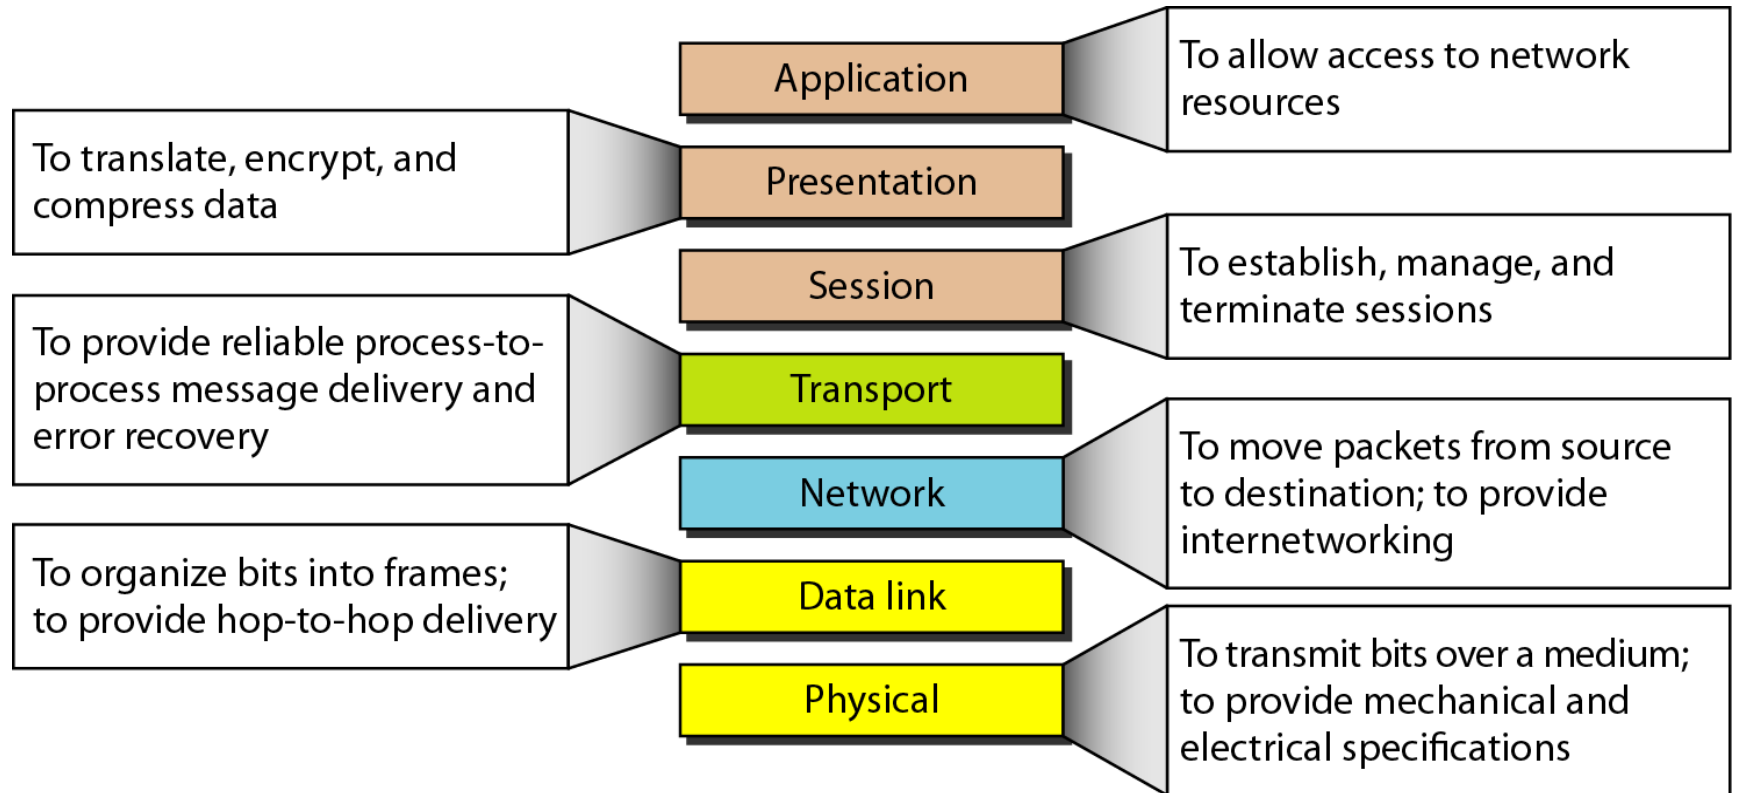 Application
To allow access to network
resources
To translate, encrypt, and
compress data
Presentation
Session
To establish, manage, and
terminate sessions
To provide reliable process-to-
process message delivery and
error recovery
Transport
Network
To move packets from source
to destination; to provide
internetworking
To organize bits into frames;
to provide hop-to-hop delivery
Data link
Physical
To transmit bits over a medium;
to provide mechanical and
electrical specifications